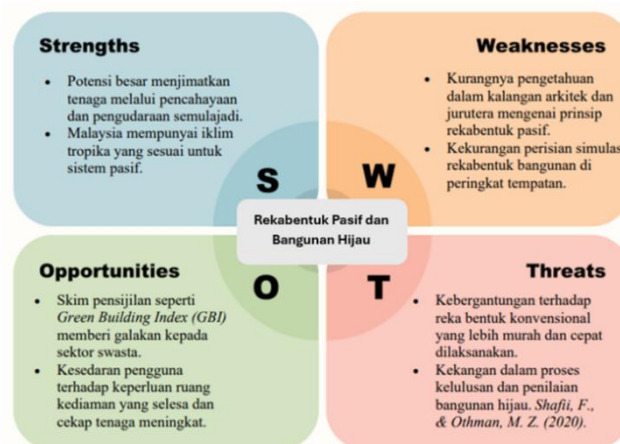 Strengths
• Potensi besar menjimatkan
tenaga melalui pencahayaan
dan pengudaraan semulajadi.
• Malaysia mempunyai iklim
tropika yang sesuai untuk
sistem pasif.
Weaknesses
• Kurangnya pengetahuan
dalam kalangan arkitek dan
jurutera mengenai prinsip
rekabentuk pasif.
• Kekurangan perisian simulas
rekabentuk bangunan di
peringkat tempatan.
S
W
Rekabentuk Pasif dan
Bangunan Hijau
O
T
Opportunities
• Skim pensijilan seperti
Green Building Index (GBI)
memberi galakan kepada
sektor swasta.
• Kesedaran pengguna
terhadap keperluan ruang
kediaman yang selesa dan
cekap tenaga meningkat.
Threats
• Kebergantungan terhadap
reka bentuk konvensional
yang lebih murah dan cepat
dilaksanakan.
• Kekangan dalam proses
kelulusan dan penilaian
bangunan hijau. Shafii, F.,
& Othman, M. Z. (2020).